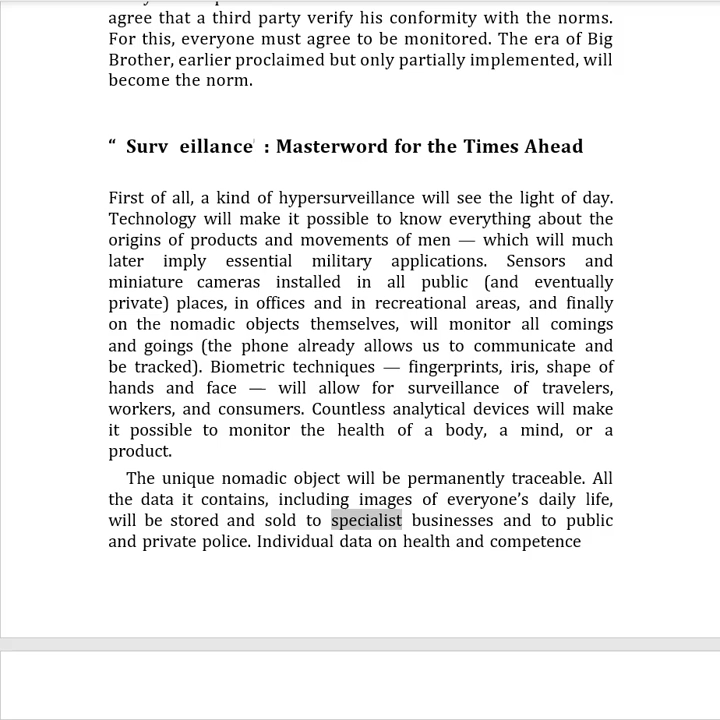 agree that a third party verify his conformity with the norms.
For this, everyone must agree to be monitored. The era of Big
Brother, earlier proclaimed but only partially implemented, will
become the norm.
“ Surv eillance : Masterword for the Times Ahead
First of all, a kind of hypersurveillance will see the light of day.
Technology will make it possible to know everything about the
origins of products and movements of men — which will much
later imply essential military applications. Sensors and
miniature cameras installed in all public (and eventually
private) places, in offices and in recreational areas, and finally
on the nomadic objects themselves, will monitor all comings
and goings (the phone already allows us to communicate and
be tracked). Biometric techniques — fingerprints, iris, shape of
hands and face — will allow for surveillance of travelers,
workers, and consumers. Countless analytical devices will make
it possible to monitor the health of a body, a mind, or a
product.
The unique nomadic object will be permanently traceable. All
the data it contains, including images of everyone’s daily life,
will be stored and sold to specialist businesses and to public
and private police. Individual data on health and competence